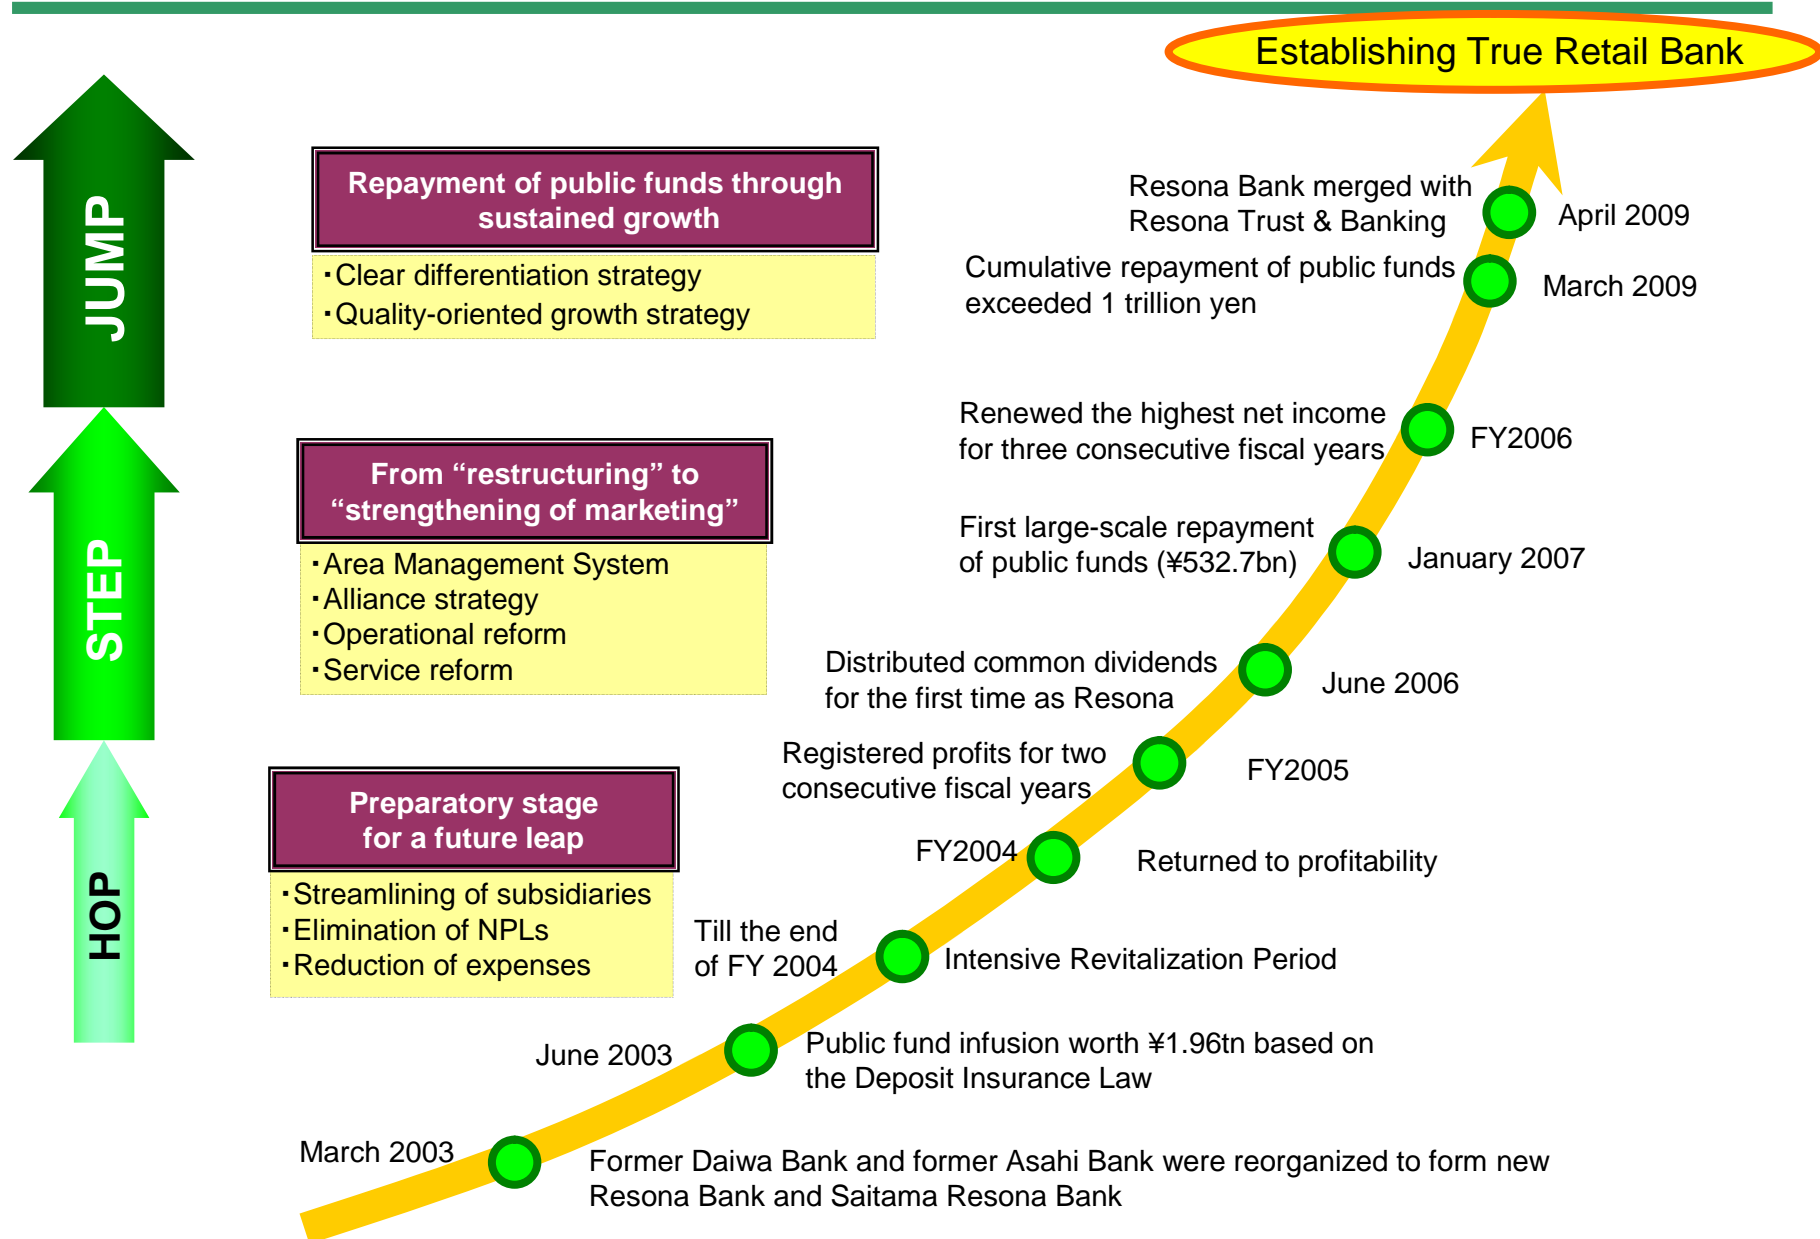 Establishing True Retail Bank
JUMP
Repayment of public funds through
sustained growth
・Clear differentiation strategy
・Quality-oriented growth strategy
Resona Bank merged with
Resona Trust & Banking
April 2009
Cumulative repayment of public funds
exceeded 1 trillion yen
March 2009
Renewed the highest net income
for three consecutive fiscal years
FY2006
STEP
From “restructuring” to
“strengthening of marketing”
・Area Management System
・Alliance strategy
・Operational reform
・Service reform
First large-scale repayment
of public funds (¥532.7bn)
January 2007
Distributed common dividends
for the first time as Resona
June 2006
Registered profits for two
consecutive fiscal years
FY2005
HOP
Preparatory stage
for a future leap
・Streamlining of subsidiaries
・Elimination of NPLs
・Reduction of expenses
FY2004
Returned to profitability
Till the end
of FY 2004
Intensive Revitalization Period
June 2003
Public fund infusion worth ¥1.96tn based on
the Deposit Insurance Law
March 2003
Former Daiwa Bank and former Asahi Bank were reorganized to form new
Resona Bank and Saitama Resona Bank